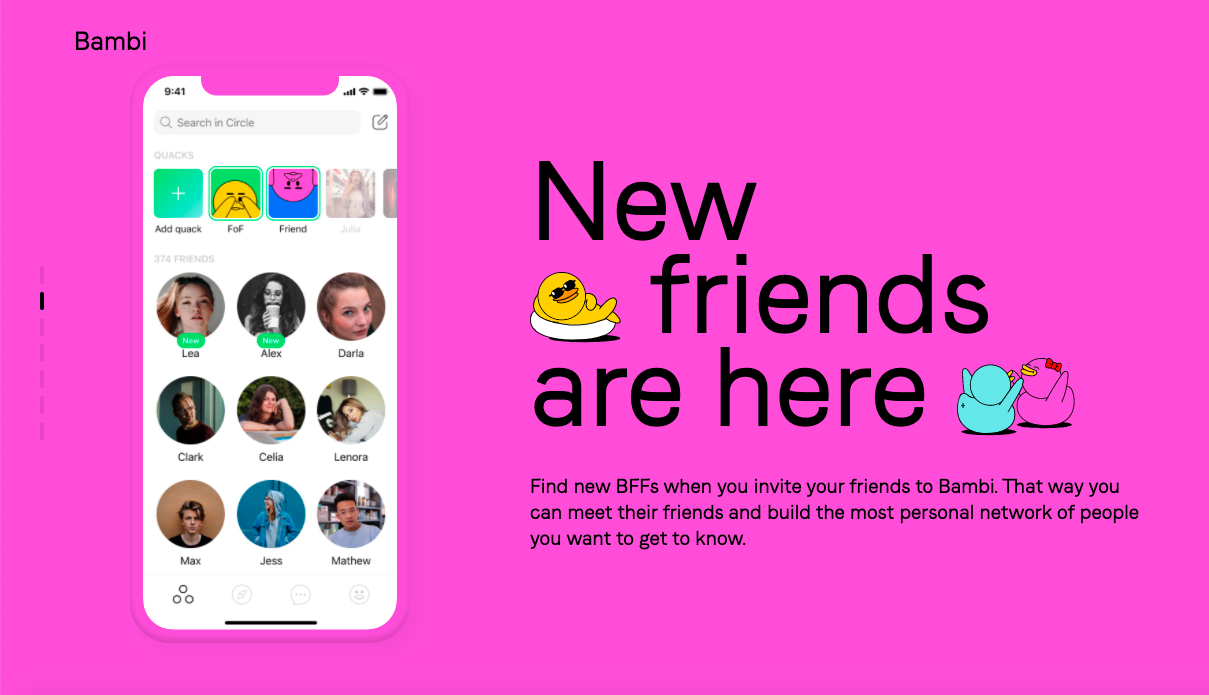 Bambi
9:41
Search in Circle
QUACKS
Add quack
FoF
Friend
Julia
374 FRIENDS
New
New
Lea
Alex
Darla
Clark
Celia
Lenora
Max
Jess
Mathew
New
friends
are here
Find new BFFs when you invite your friends to Bambi. That way you
can meet their friends and build the most personal network of people
you want to get to know.